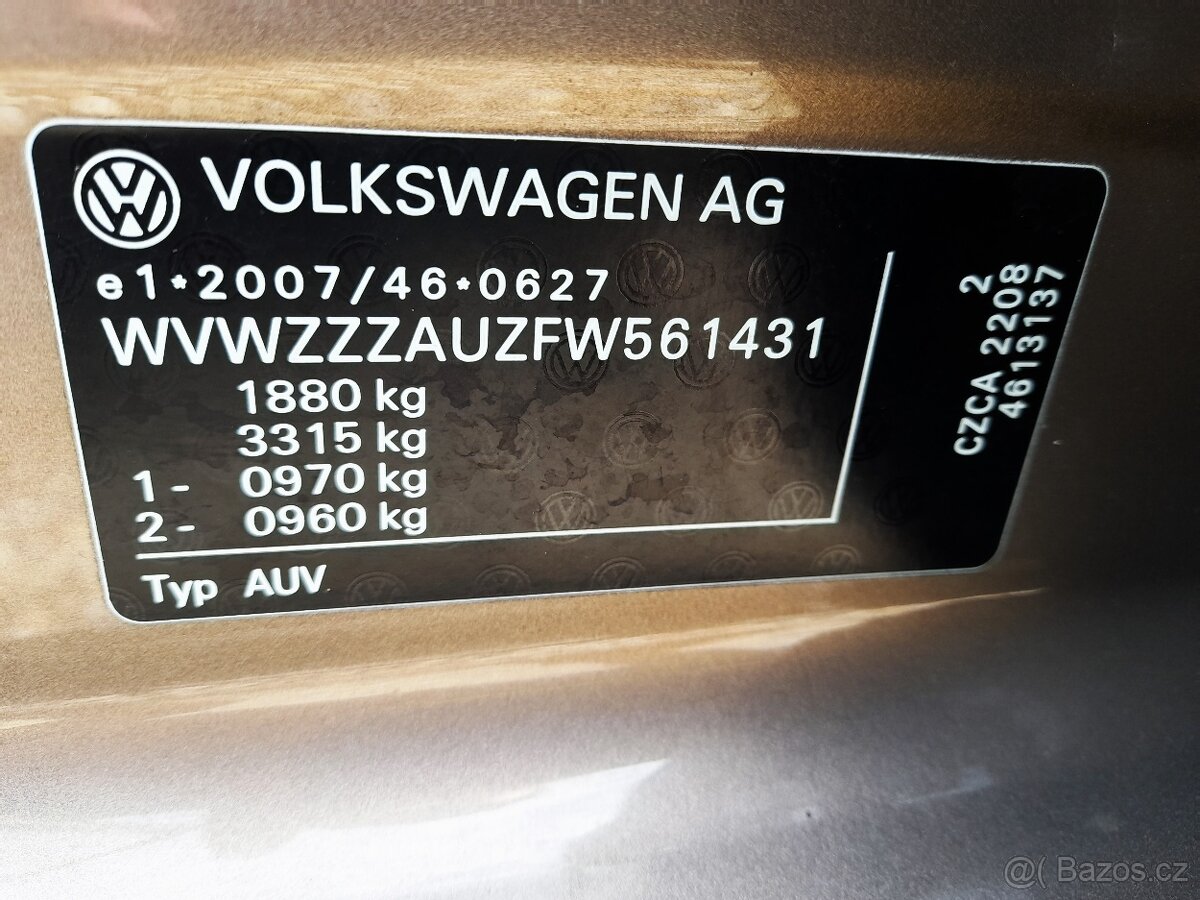 VOLKSWAGEN AG
e1*2007/46*0627
WVWZZZAUZFW561431
1880 kg
3315 kg
1- 0970 kg
2- 0960 kg
Typ AUV
2
CZCA 2208
4613137
@( Bazos.cz